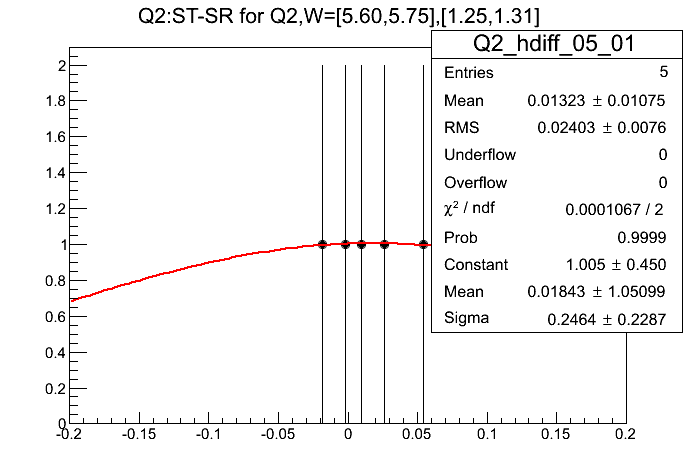 Q2:ST-SR for Q2,W=[5.60,5.75],[1.25,1.31]
Q2_hdiff_05_01
Entries 5
Mean 0.01323 ± 0.01075
RMS 0.02403 ± 0.0076
Underflow 0
Overflow 0
χ² / ndf 0.0001067 / 2
Prob 0.9999
Constant 1.005 ± 0.450
Mean 0.01843 ± 1.05099
Sigma 0.2464 ± 0.2287
2
1.8
1.6
1.4
1.2
1
0.8
0.6
0.4
0.2
0
-0.2 -0.15 -0.1 -0.05 0 0.05 0.1 0.15 0.2